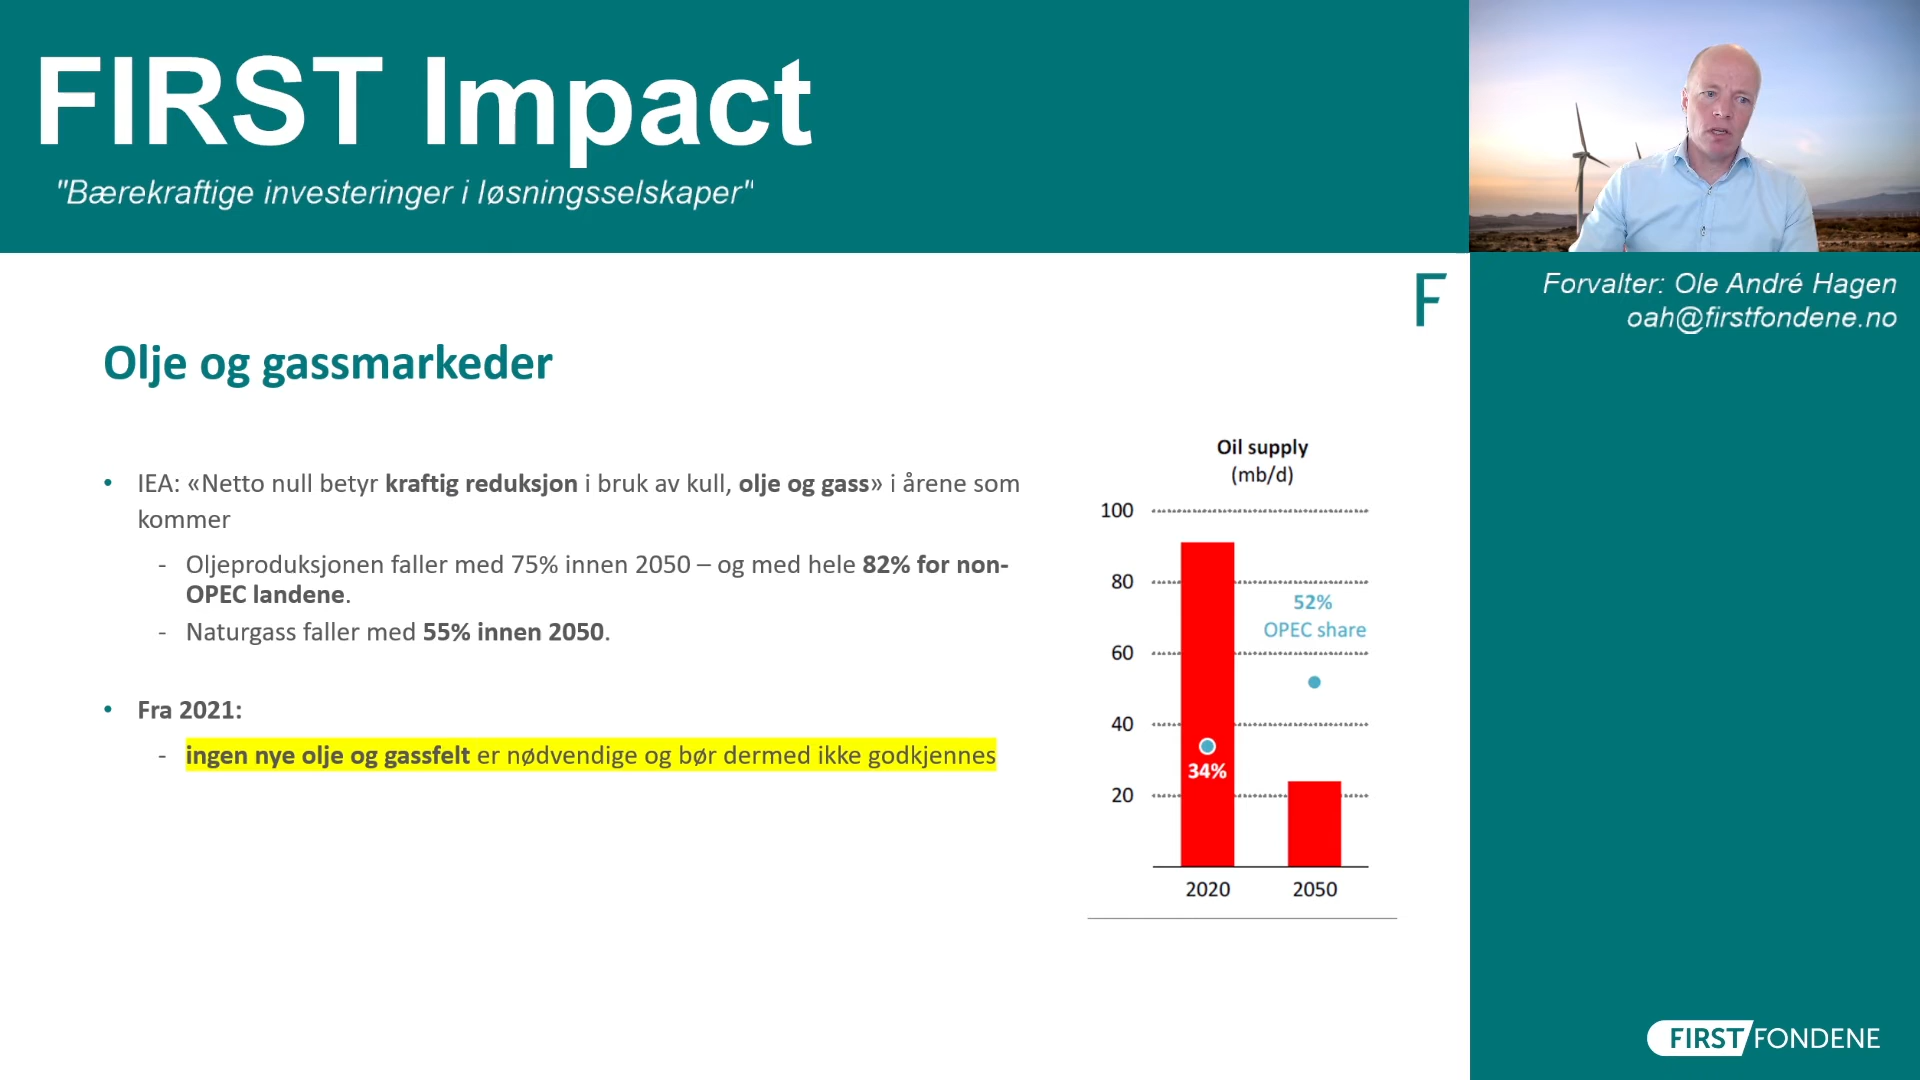 FIRST Impact
"Bærekraftige investeringer i løsningsselskaper"
Forvalter: Ole André Hagen
oah@firstfondene.no
F
Olje og gassmarkeder
• IEA: «Netto null betyr kraftig reduksjon i bruk av kull, olje og gass» i årene som
kommer
- Oljeproduksjonen faller med 75% innen 2050 – og med hele 82% for non-
OPEC landene.
- Naturgass faller med 55% innen 2050.
• Fra 2021:
- ingen nye olje og gassfelt er nødvendige og bør dermed ikke godkjennes
Oil supply
(mb/d)
100
80
52%
OPEC share
60
40
34%
20
2020 2050
FIRST FONDENE